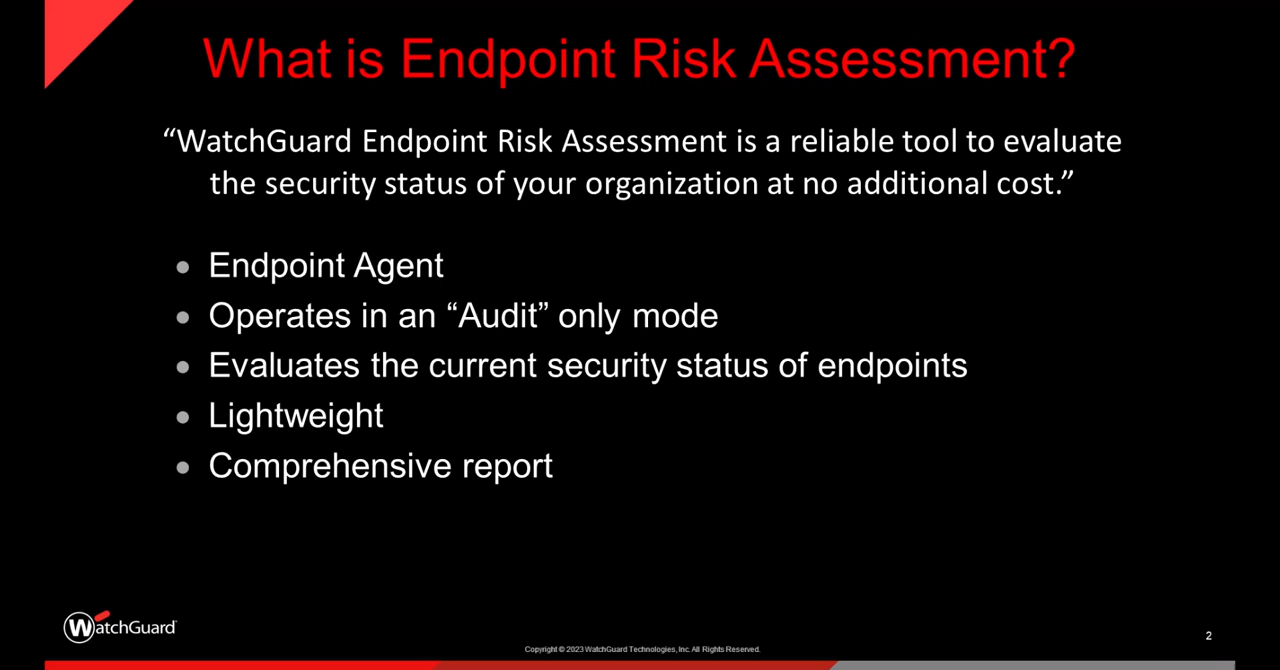 What is Endpoint Risk Assessment?
“WatchGuard Endpoint Risk Assessment is a reliable tool to evaluate
the security status of your organization at no additional cost.”
Endpoint Agent
Operates in an “Audit” only mode
Evaluates the current security status of endpoints
Lightweight
Comprehensive report
WatchGuard
Copyright © 2023 WatchGuard Technologies, Inc. All Rights Reserved.
2